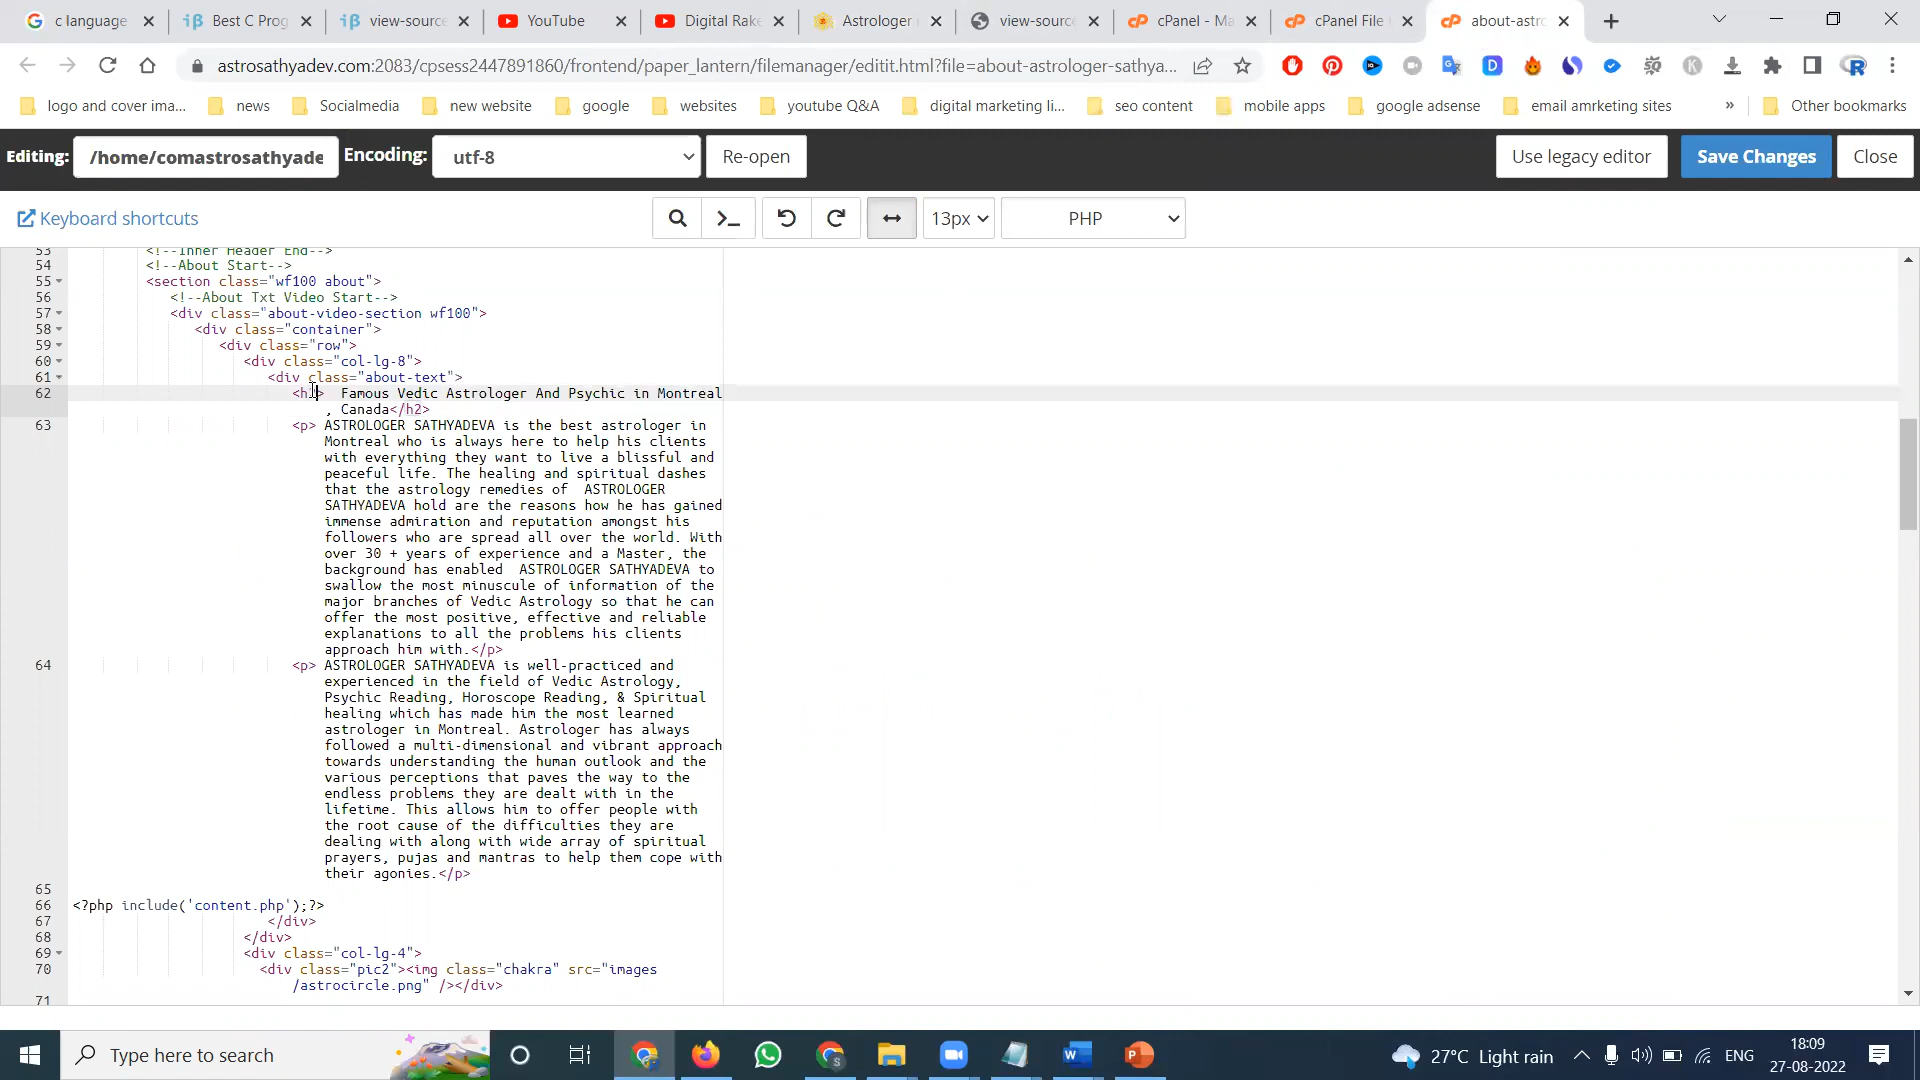 c language
Best C Prog
view-source
YouTube
Digital Rak
Astrologer
view-sourc
cPanel - Ma
cPanel File
about-astro
astrosathyadev.com:2083/cpsess2447891860/frontend/paper_lantern/filemanager/editit.html?file=about-astrologer-sathya...
logo and cover ima...
news
Socialmedia
new website
google
websites
youtube Q&A
digital marketing li...
seo content
mobile apps
google adsense
email amrketing sites
»
Other bookmarks
Editing: /home/comastrosathyade Encoding: utf-8 Re-open Use legacy editor Save Changes Close
Keyboard shortcuts 13px PHP
53 <!--Inner Header End-->
54 <!--About Start-->
55 <section class="wf100 about">
56 <!--About Txt Video Start-->
57 <div class="about-video-section wf100">
58 <div class="container">
59 <div class="row">
60 <div class="col-lg-8">
61 <div class="about-text">
62 <h > Famous Vedic Astrologer And Psychic in Montreal
, Canada</h2>
63 <p> ASTROLOGER SATHYADEVA is the best astrologer in
Montreal who is always here to help his clients
with everything they want to live a blissful and
peaceful life. The healing and spiritual dashes
that the astrology remedies of  ASTROLOGER
SATHYADEVA hold are the reasons how he has gained
immense admiration and reputation amongst his
followers who are spread all over the world. With
over 30 + years of experience and a Master, the
background has enabled  ASTROLOGER SATHYADEVA to
swallow the most minuscule of information of the
major branches of Vedic Astrology so that he can
offer the most positive, effective and reliable
explanations to all the problems his clients
approach him with.</p>
64 <p> ASTROLOGER SATHYADEVA is well-practiced and
experienced in the field of Vedic Astrology,
Psychic Reading, Horoscope Reading, & Spiritual
healing which has made him the most learned
astrologer in Montreal. Astrologer has always
followed a multi-dimensional and vibrant approach
towards understanding the human outlook and the
various perceptions that paves the way to the
endless problems they are dealt with in the
lifetime. This allows him to offer people with
the root cause of the difficulties they are
dealing with along with wide array of spiritual
prayers, pujas and mantras to help them cope with
their agonies.</p>
65
66 <?php include('content.php');?>
67 </div>
68 </div>
69 <div class="col-lg-4">
70 <div class="pic2"><img class="chakra" src="images
/astrocircle.png" /></div>
71
Type here to search
27°C Light rain
ENG
18:09
27-08-2022